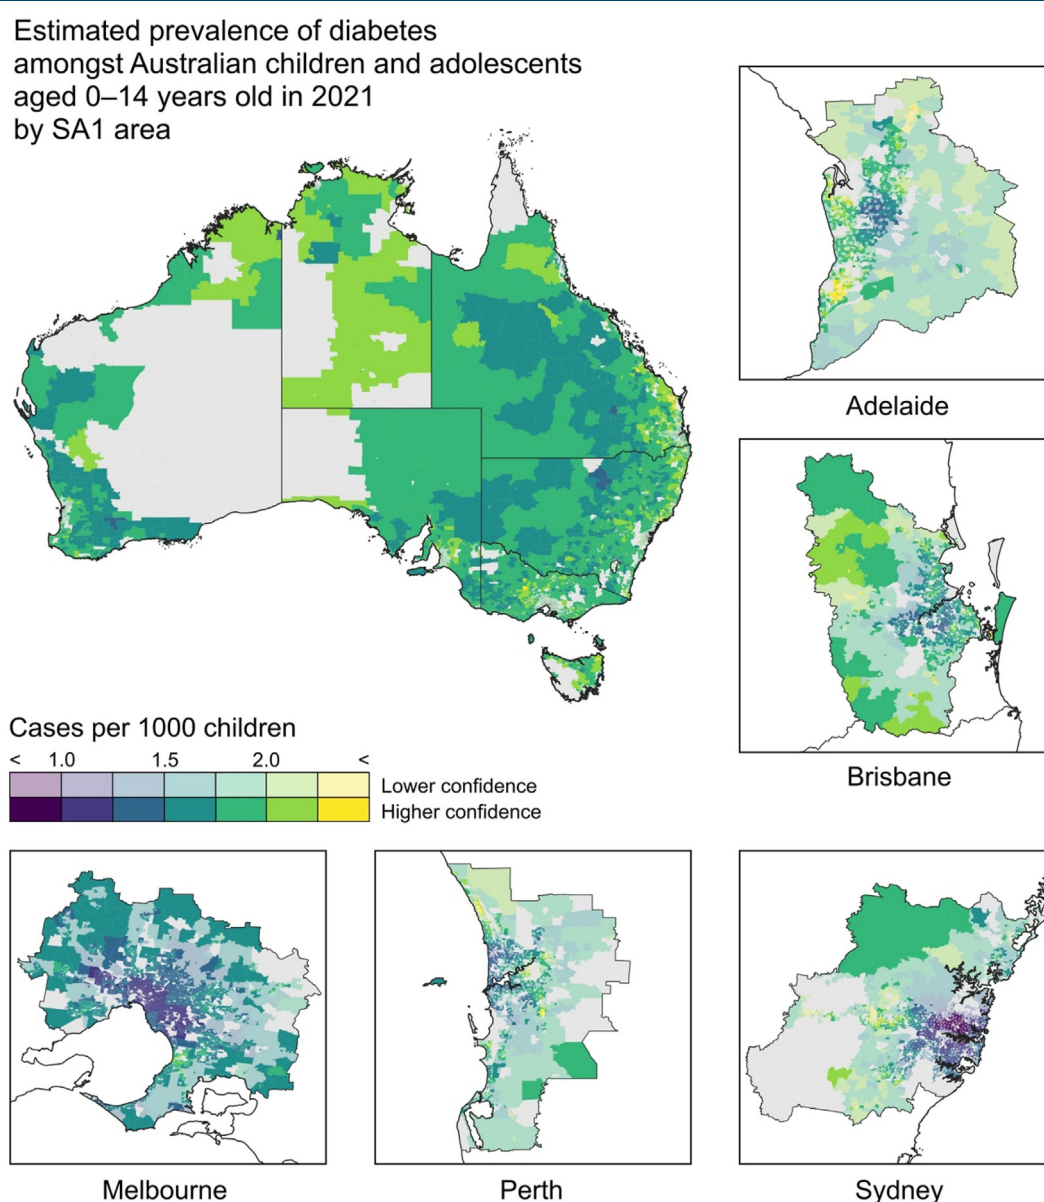 Estimated prevalence of diabetes
amongst Australian children and adolescents
aged 0–14 years old in 2021
by SA1 area
Adelaide
Brisbane
Cases per 1000 children
< 1.0 1.5 2.0 <
Lower confidence
Higher confidence
Melbourne
Perth
Sydney